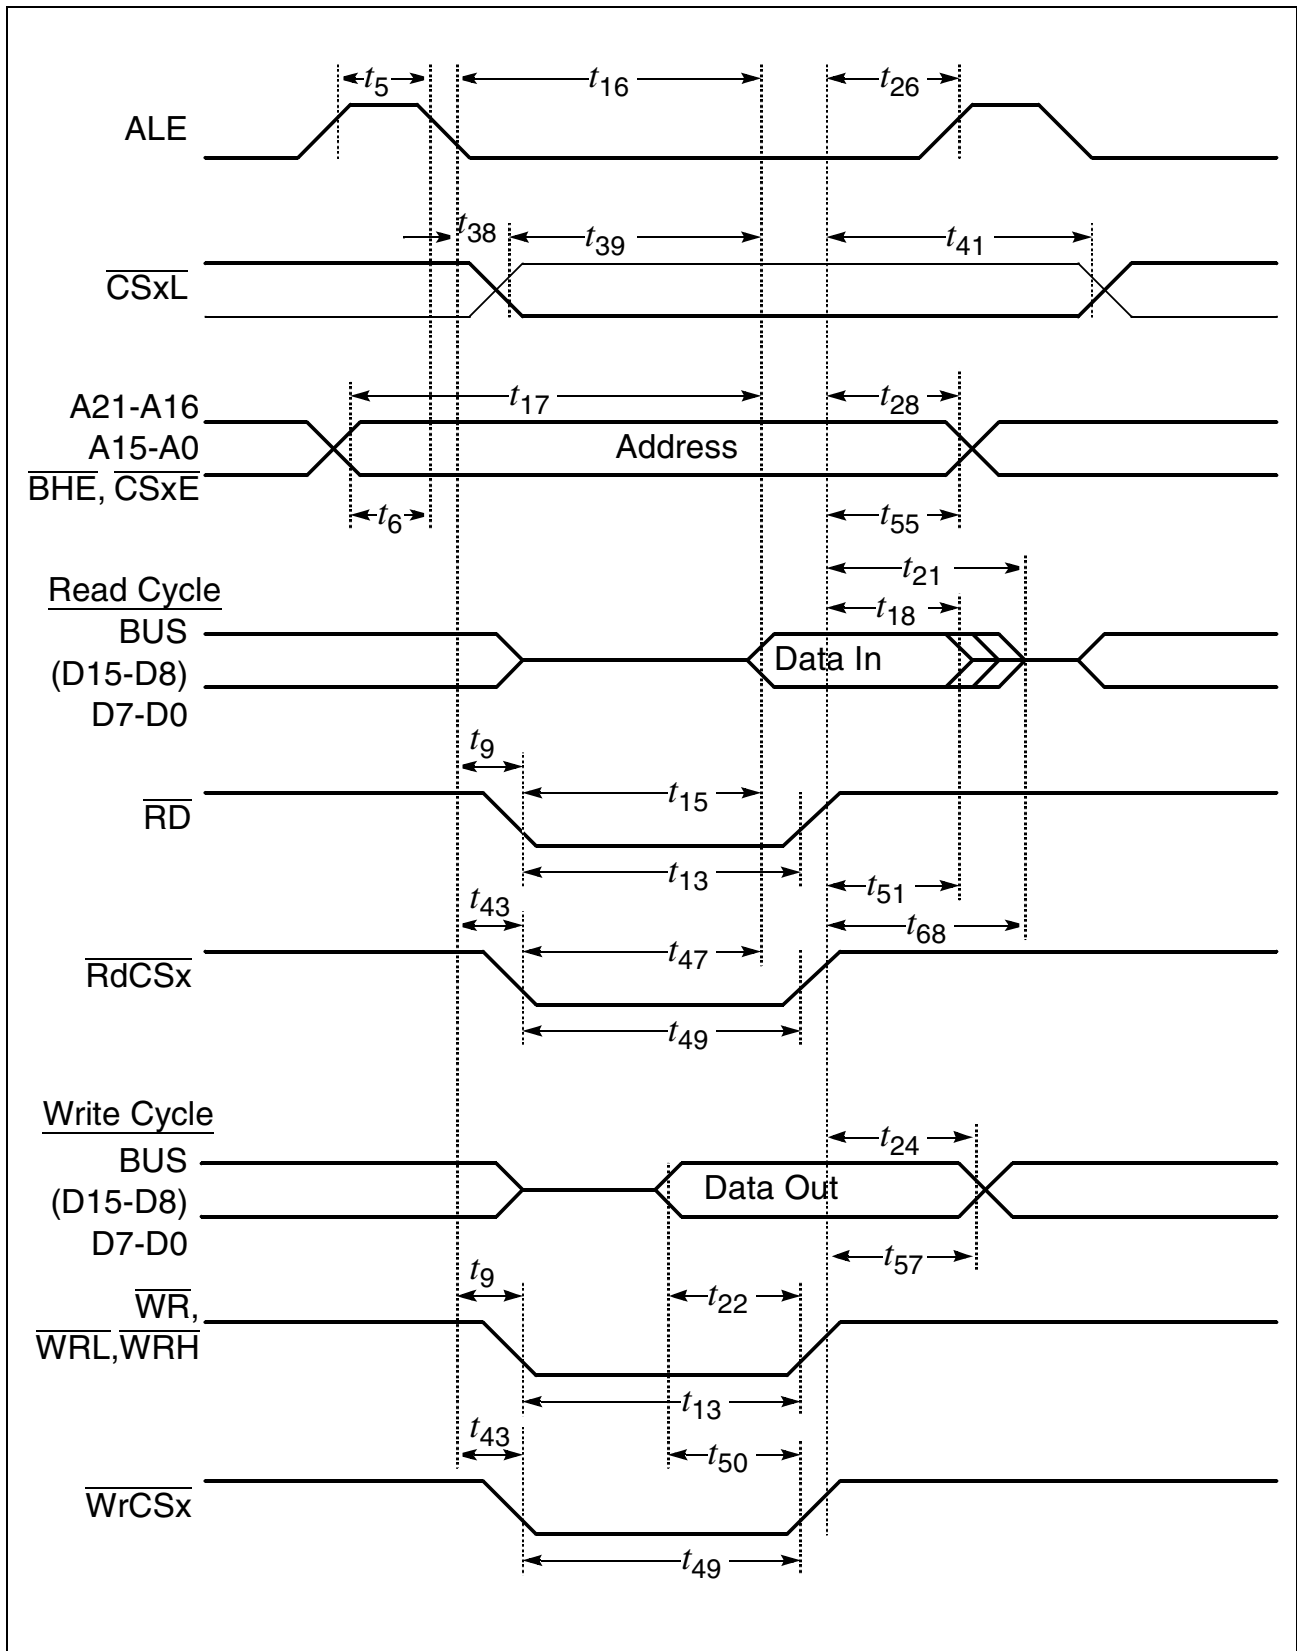 t5 t16 t26
ALE
t38 t39 t41
CSxL
t17 t28
A21-A16
A15-A0 Address
BHE, CSxE
t6 t55
t21
Read Cycle
t18
BUS
(D15-D8) Data In
D7-D0
t9
t15
RD
t13
t51
t43
t68
t47
RdCSx
t49
Write Cycle
t24
BUS
(D15-D8) Data Out
D7-D0
t57
t9
t22
WR,
WRL,WRH
t13
t43
t50
WrCSx
t49